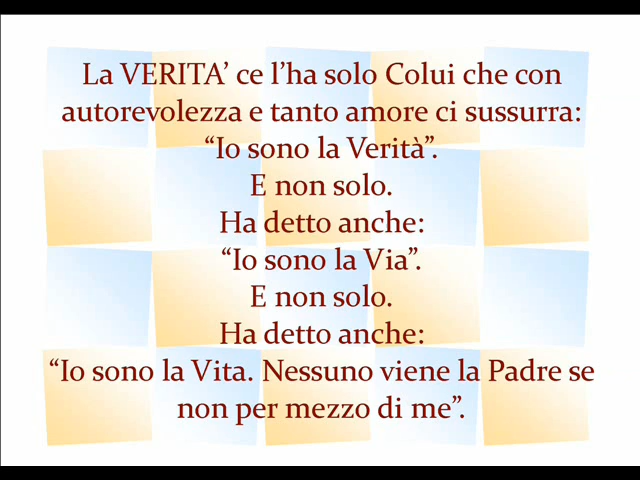 La VERITA’ ce l’ha solo Colui che con
autorevolezza e tanto amore ci sussurra:
“Io sono la Verità”.
E non solo.
Ha detto anche:
“Io sono la Via”.
E non solo.
Ha detto anche:
“Io sono la Vita. Nessuno viene la Padre se
non per mezzo di me”.